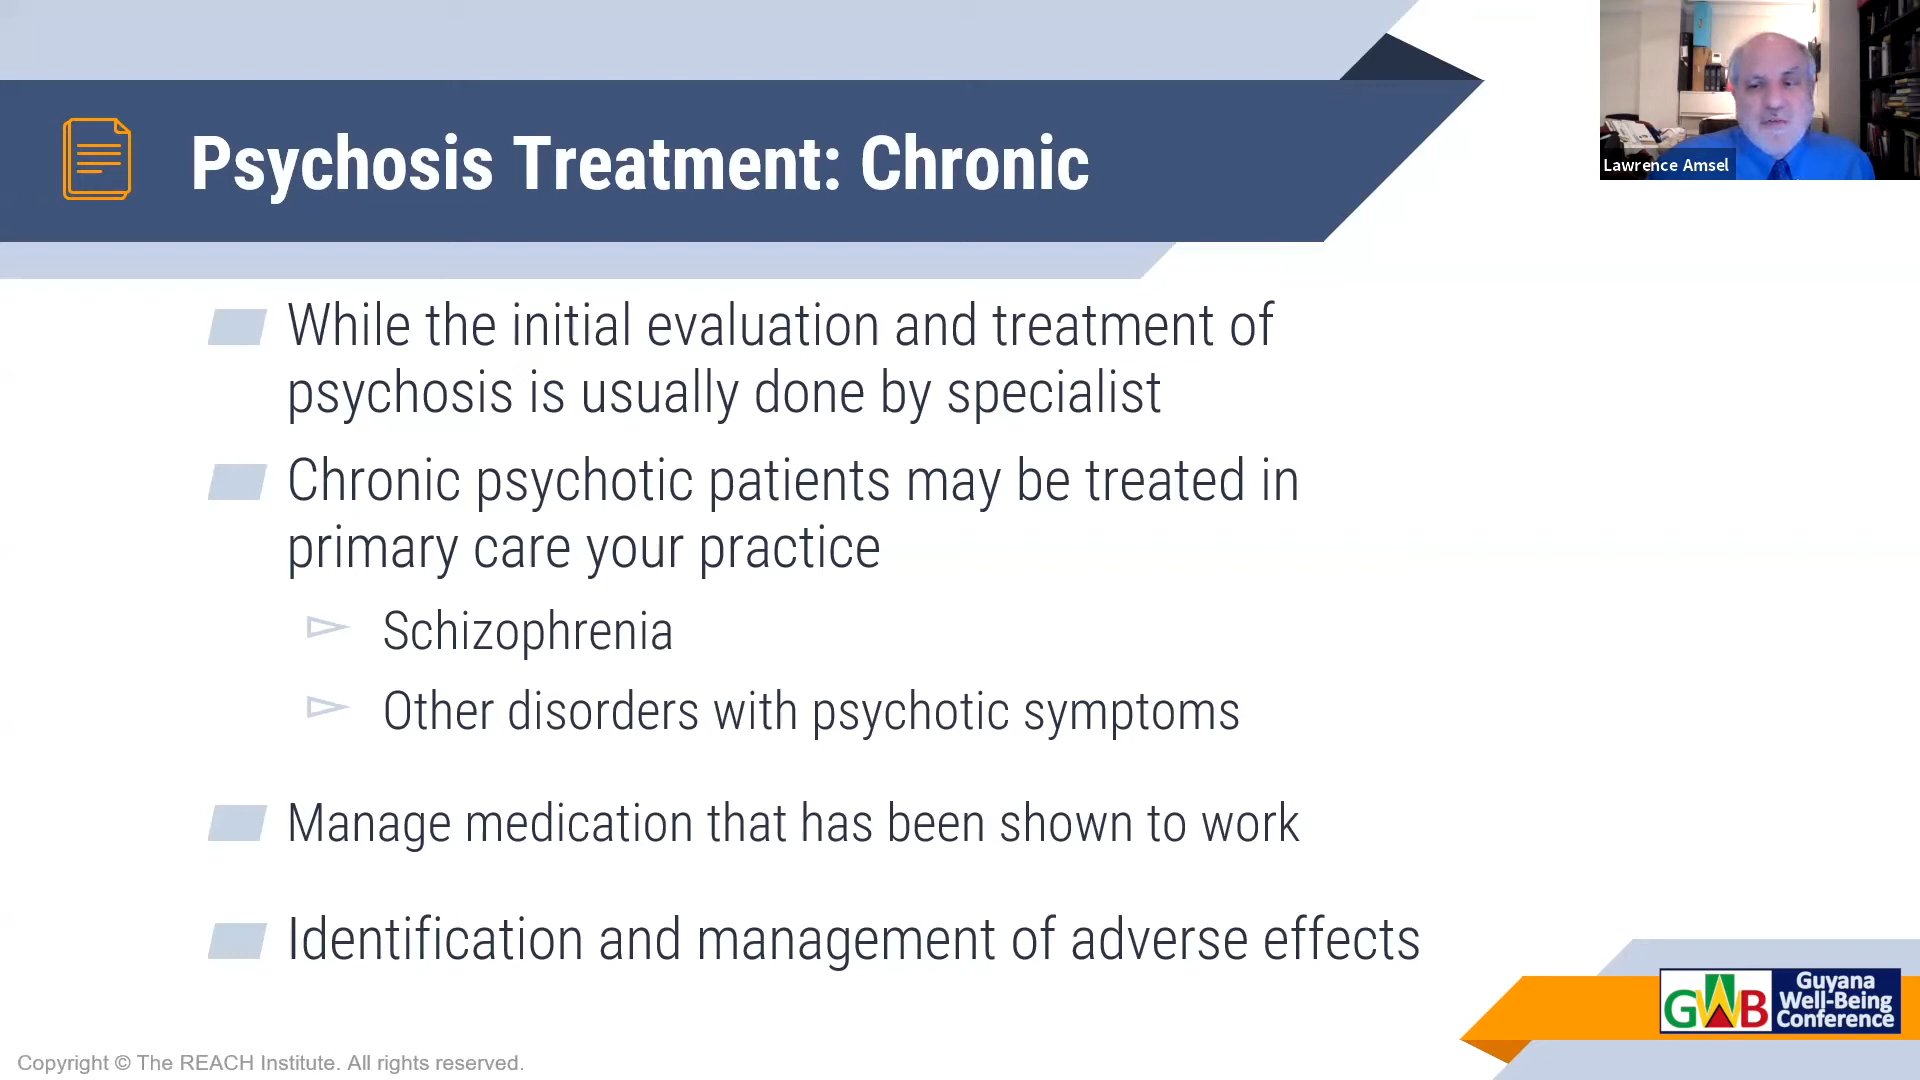 Psychosis Treatment: Chronic
Lawrence Amsel
While the initial evaluation and treatment of
psychosis is usually done by specialist
Chronic psychotic patients may be treated in
primary care your practice
Schizophrenia
Other disorders with psychotic symptoms
Manage medication that has been shown to work
Identification and management of adverse effects
GWB
Guyana
Well-Being
Conference
Copyright © The REACH Institute. All rights reserved.